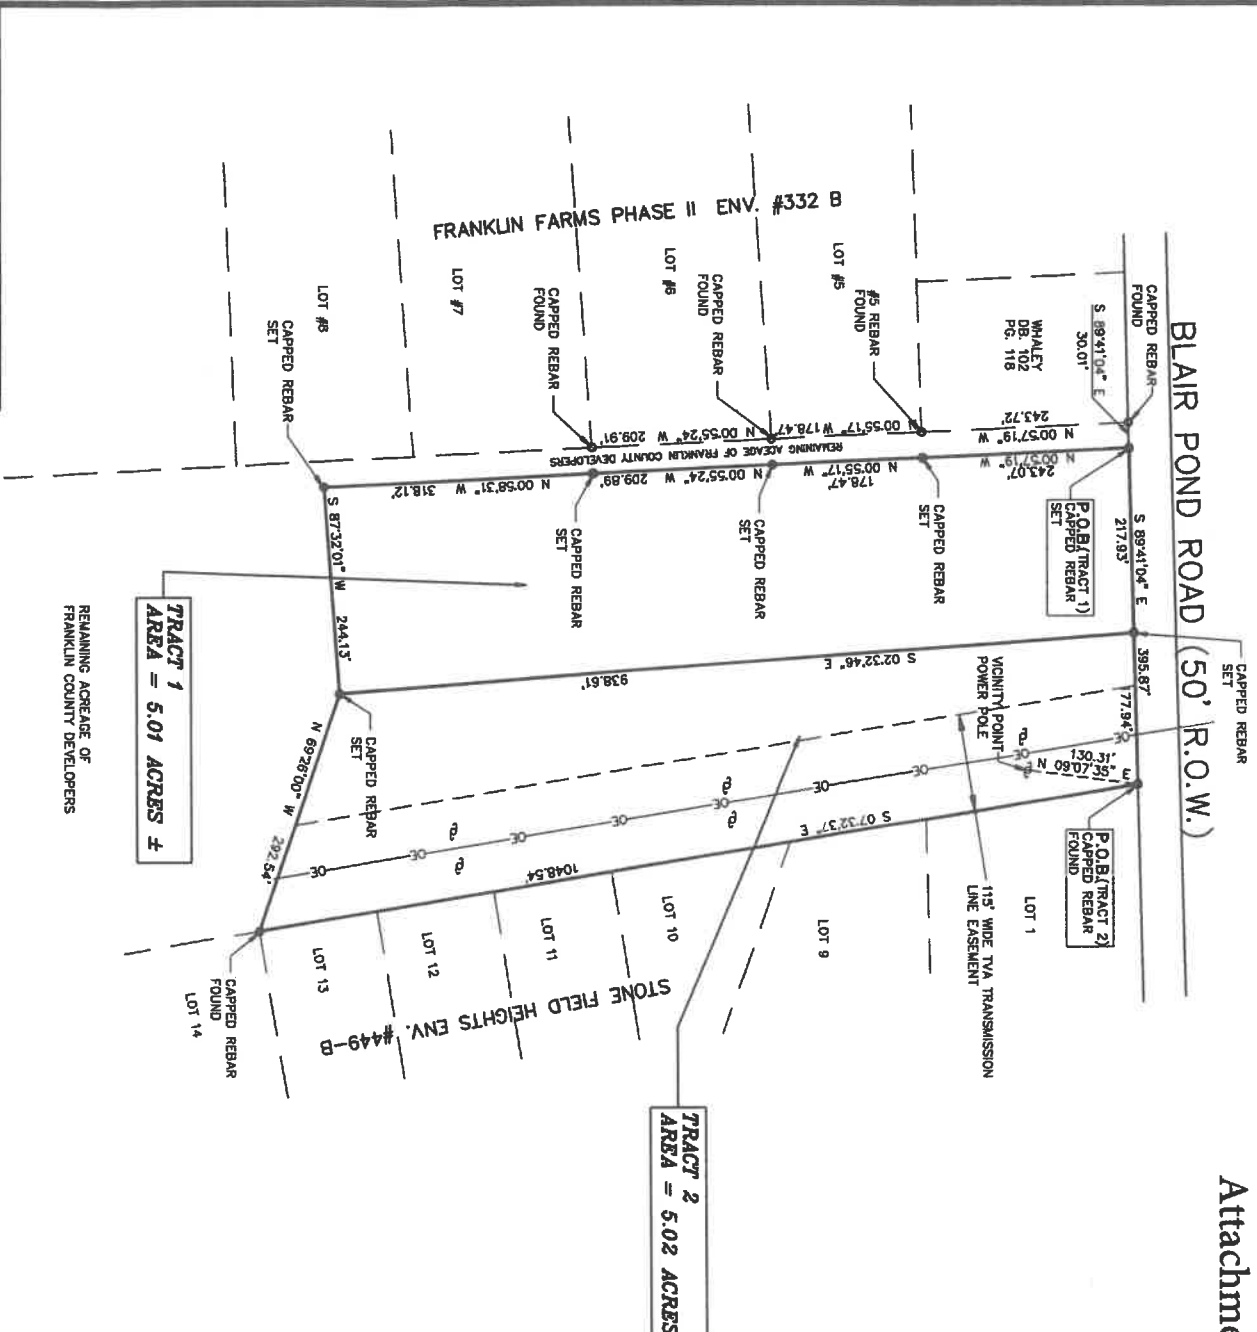 Attachme
BLAIR POND ROAD (50' R.O.W.)
CAPPED REBAR
FOUND
S 89°41'04" E
30.01'
S 89°41'04" E
217.93'
CAPPED REBAR
SET
395.87'
177.94'
P.O.B.(TRACT 1)
CAPPED REBAR
SET
P.O.B.(TRACT 2)
CAPPED REBAR
FOUND
WHALEY
DB. 102
PG. 118
N 00°57'19" W
243.72'
N 00°57'19" W
243.07'
130.31'
N 09°07'35" E
VICINITY POINT
POWER POLE
115' WIDE TVA TRANSMISSION
LINE EASEMENT
LOT 1
#5 REBAR
FOUND
LOT #5
N 00°55'17" W 178.47'
N 00°55'17" W
178.47'
CAPPED REBAR
SET
S 02°32'46" E
938.61'
S 07°32'37" E
1048.54'
LOT 9
FRANKLIN FARMS PHASE II ENV. #332 B
CAPPED REBAR
FOUND
LOT #6
N 00°55'24" W 209.91'
N 00°55'24" W
209.89'
REMAINING ACEAGE OF FRANKLIN COUNTY DEVELOPERS
CAPPED REBAR
SET
LOT 10
STONE FIELD HEIGHTS ENV. #449-B
CAPPED REBAR
FOUND
LOT #7
CAPPED REBAR
SET
LOT 11
TRACT 2
AREA = 5.02 ACRES
N 00°58'31" W 318.12'
LOT 12
LOT #8
CAPPED REBAR
SET
S 87°32'01" W 244.13'
CAPPED REBAR
SET
N 69°26'00" W 292.54'
LOT 13
CAPPED REBAR
FOUND
LOT 14
TRACT 1
AREA = 5.01 ACRES ±
REMAINING ACREAGE OF
FRANKLIN COUNTY DEVELOPERS